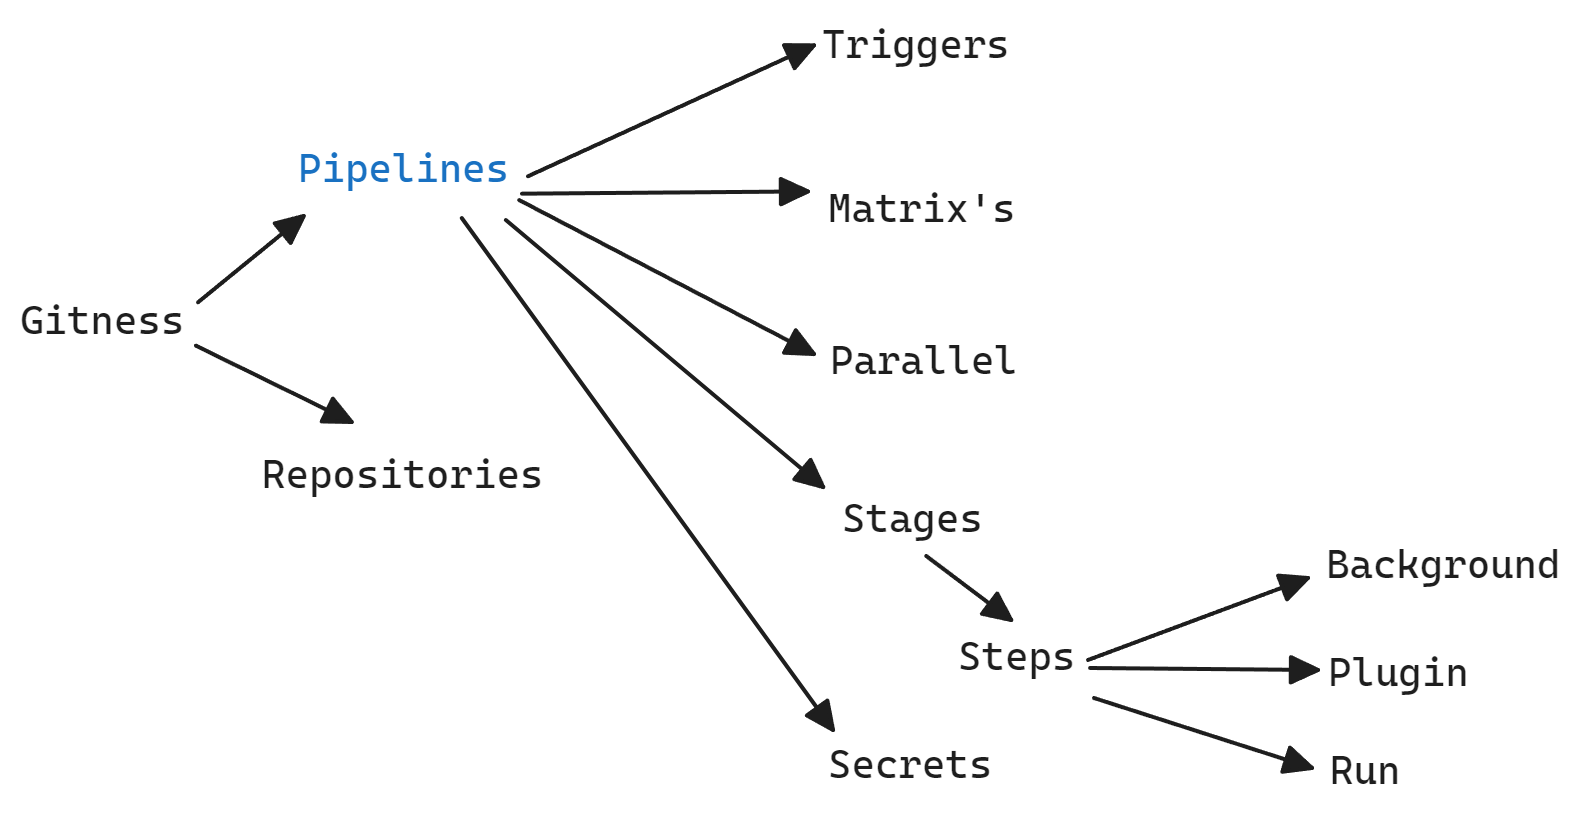 Triggers
Pipelines
Matrix's
Gitness
Parallel
Repositories
Stages
Background
Steps
Plugin
Secrets
Run